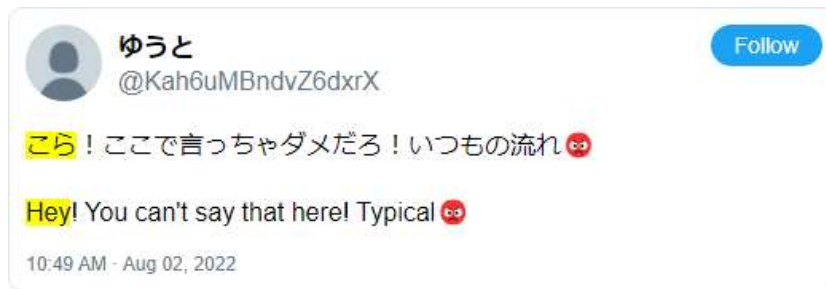 ゆうと
Follow
@Kah6uMBndvZ6dxrX
こら！ここで言っちゃダメだろ！いつもの流れ😡
Hey! You can't say that here! Typical😡
10:49 AM · Aug 02, 2022